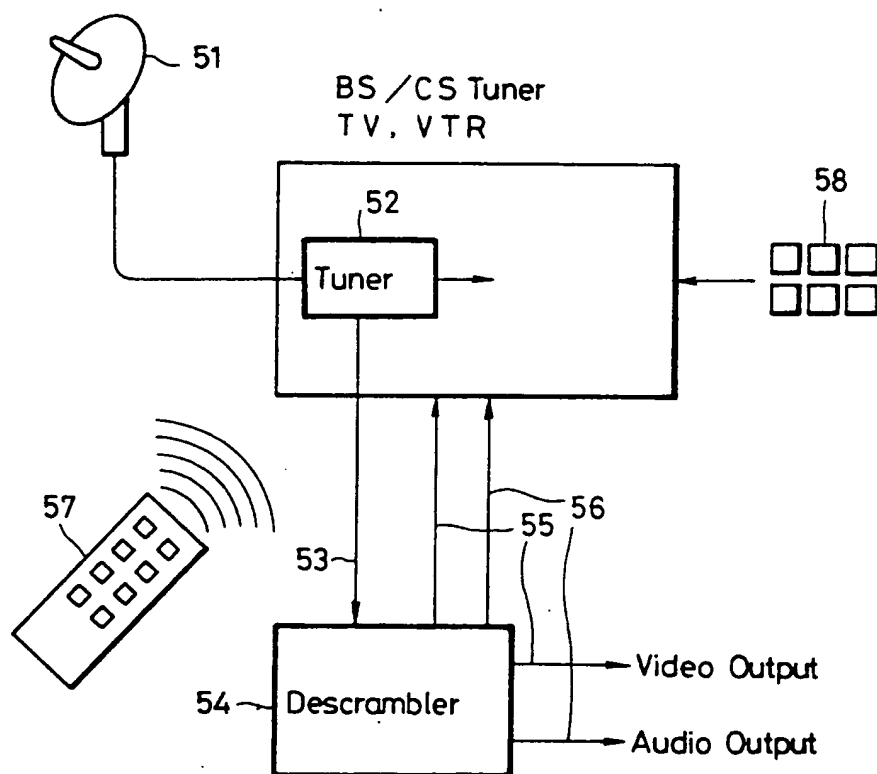 51
BS/CS Tuner
TV, VTR
52
58
Tuner
57
53
55
56
54
Descrambler
Video Output
Audio Output